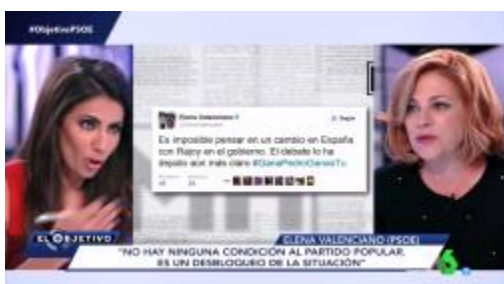 #ObjetivoPSOE
Elena Valenciano
Seguir
Es imposible pensar en un cambio en España
con Rajoy en el gobierno. El debate lo ha
dejado aún más claro #GanaPedroGanasTu
EL OBJETIVO
ELENA VALENCIANO (PSOE)
"NO HAY NINGUNA CONDICIÓN AL PARTIDO POPULAR.
ES UN DESBLOQUEO DE LA SITUACIÓN"
6